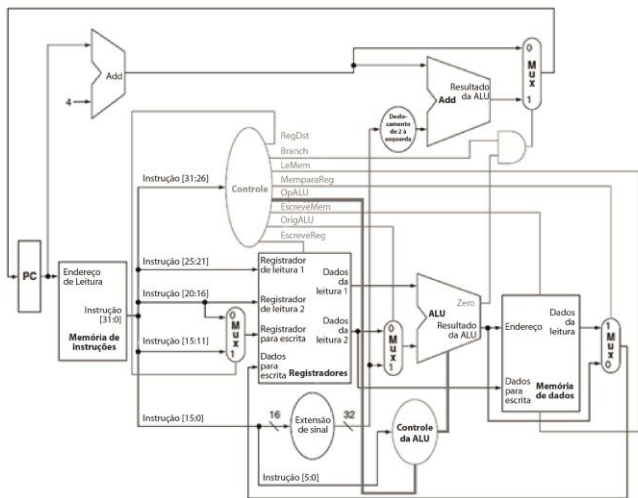 0
M
u
x
1
Add
4
Resultado
da ALU
Add
Deslo-
camento
de 2 à
esquerda
RegDst
Branch
LeMem
MemparaReg
OpALU
EscreveMem
OrigALU
EscreveReg
Controle
Instrução [31:26]
PC
Endereço
de Leitura
Instrução
[31:0]
Memória de
instruções
Instrução [25:21]
Instrução [20:16]
Instrução [15:11]
0
M
u
x
1
Registrador
de leitura 1
Registrador
de leitura 2
Registrador
para escrita
Dados
para
escrita
Dados
da
leitura 1
Dados
da
leitura 2
Registradores
0
M
u
x
1
Zero
ALU
Resultado
da ALU
Endereço
Dados
da
leitura
Dados
para
escrita
Memória
de dados
1
M
u
x
0
Instrução [15:0]
16
Extensão
de sinal
32
Controle
da ALU
Instrução [5:0]